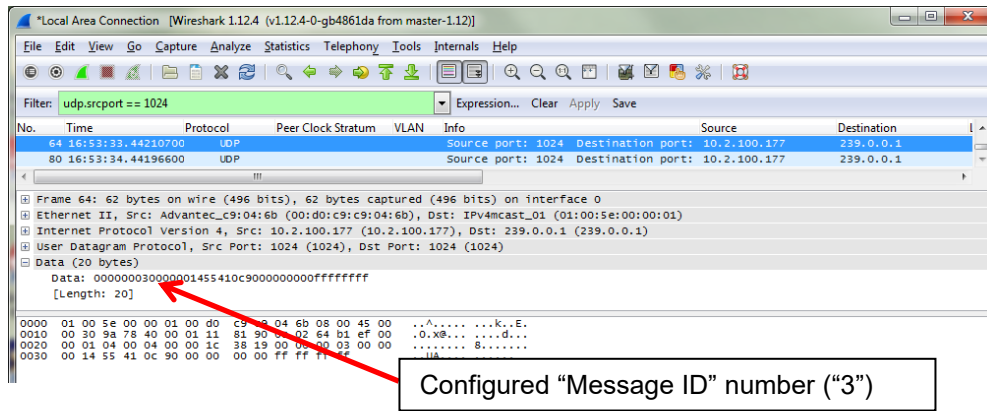 *Local Area Connection [Wireshark 1.12.4 (v1.12.4-0-gb4861da from master-1.12)]
File Edit View Go Capture Analyze Statistics Telephony Tools Internals Help
Filter: udp.srcport == 1024 Expression... Clear Apply Save
No. Time Protocol Peer Clock Stratum VLAN Info Source Destination
64 16:53:33.44210700 UDP Source port: 1024 Destination port: 10.2.100.177 239.0.0.1
80 16:53:34.44196600 UDP Source port: 1024 Destination port: 10.2.100.177 239.0.0.1
Frame 64: 62 bytes on wire (496 bits), 62 bytes captured (496 bits) on interface 0
Ethernet II, Src: Advantec_c9:04:6b (00:d0:c9:c9:04:6b), Dst: IPv4mcast_01 (01:00:5e:00:00:01)
Internet Protocol Version 4, Src: 10.2.100.177 (10.2.100.177), Dst: 239.0.0.1 (239.0.0.1)
User Datagram Protocol, Src Port: 1024 (1024), Dst Port: 1024 (1024)
Data (20 bytes)
Data: 000000030000001455410c9000000000ffffffff
[Length: 20]
0000 01 00 5e 00 00 01 00 d0 c9 04 6b 08 00 45 00 ..^..... ...k..E.
0010 00 30 9a 78 40 00 01 11 81 90 02 64 b1 ef 00 .0.x@... ....d...
0020 00 01 04 00 04 00 00 1c 38 19 00 00 00 03 00 00 ........ 8.......
0030 00 14 55 41 0c 90 00 00 00 00 ff ff ff ff ..UA....
Configured “Message ID” number (“3”)